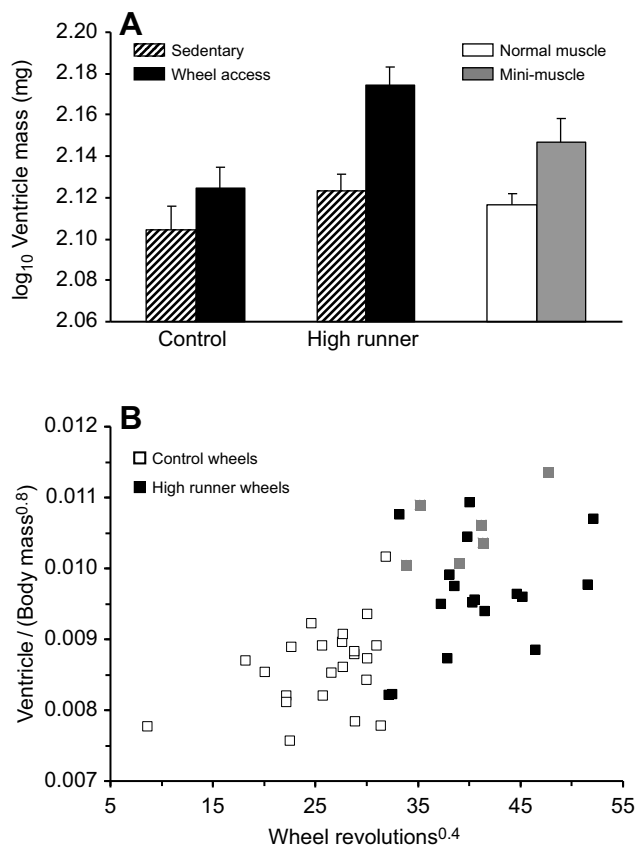 A
log10 Ventricle mass (mg)
2.20
2.18
2.16
2.14
2.12
2.10
2.08
2.06
Sedentary
Wheel access
Normal muscle
Mini-muscle
Control
High runner
B
Ventricle / (Body mass0.8)
0.012
0.011
0.010
0.009
0.008
0.007
Control wheels
High runner wheels
5
15
25
35
45
55
Wheel revolutions0.4